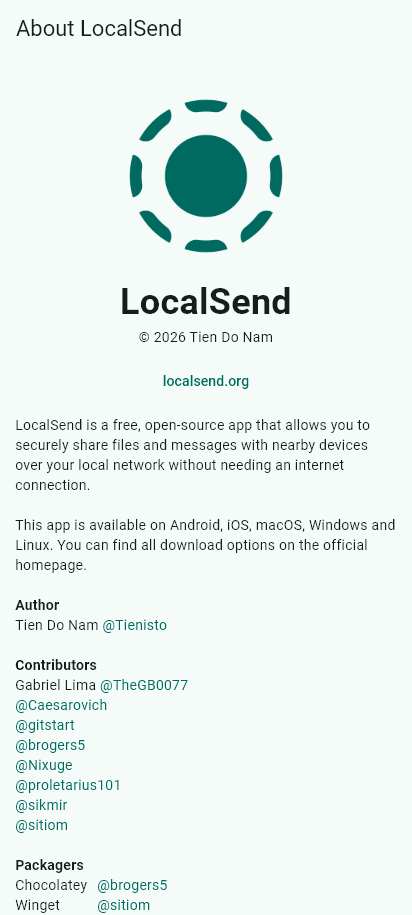 About LocalSend
LocalSend
© 2026 Tien Do Nam
localsend.org
LocalSend is a free, open-source app that allows you to
securely share files and messages with nearby devices
over your local network without needing an internet
connection.
This app is available on Android, iOS, macOS, Windows and
Linux. You can find all download options on the official
homepage.
Author
Tien Do Nam @Tienisto
Contributors
Gabriel Lima @TheGB0077
@Caesarovich
@gitstart
@brogers5
@Nixuge
@proletarius101
@sikmir
@sitiom
Packagers
Chocolatey @brogers5
Winget @sitiom